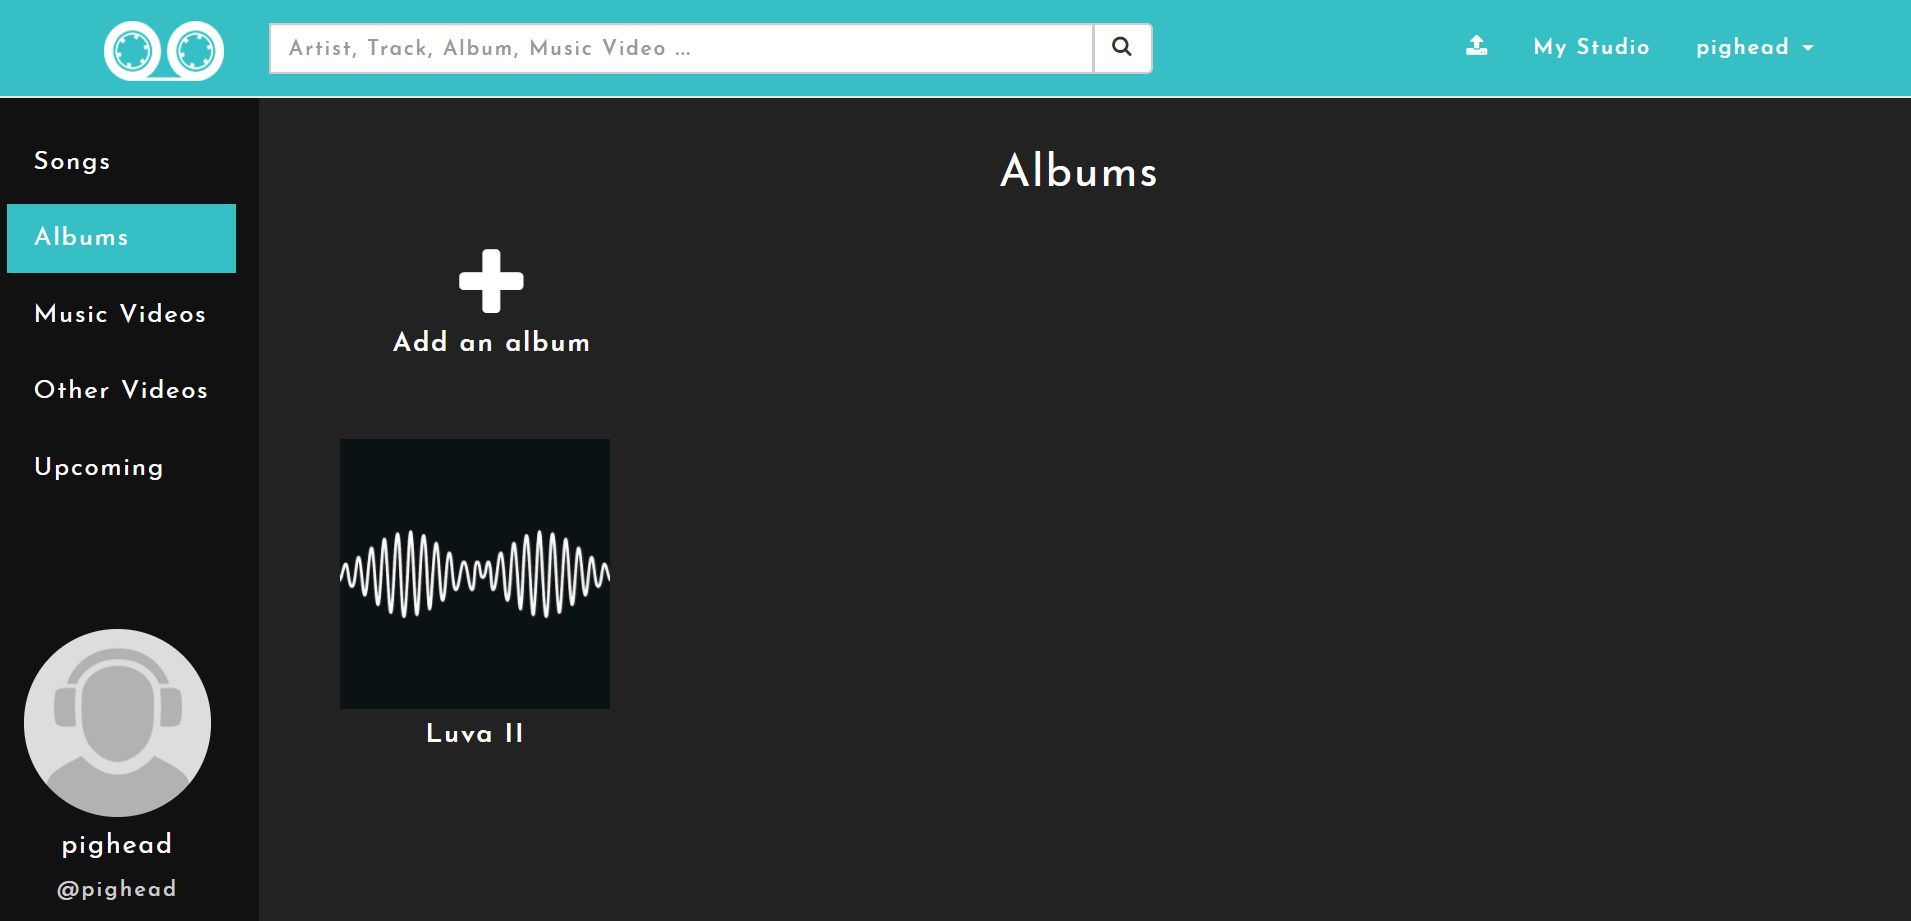 Artist, Track, Album, Music Video ...
My Studio
pighead
Songs
Albums
Music Videos
Other Videos
Upcoming
pighead
@pighead
Albums
Add an album
Luva II